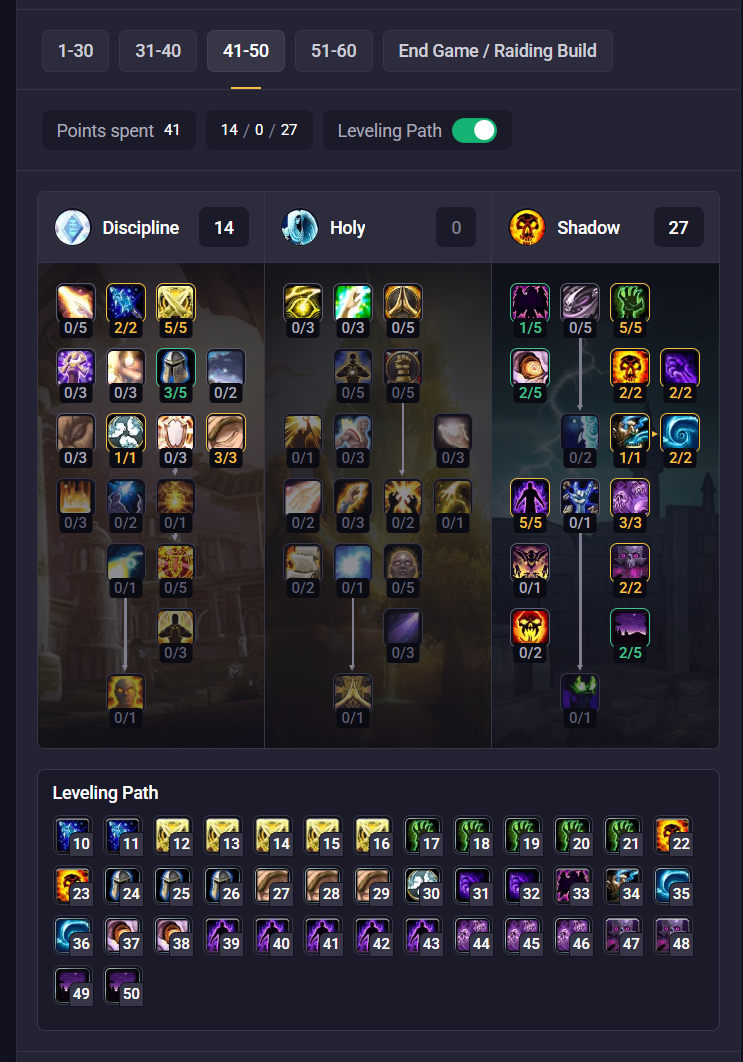 1-30 31-40 41-50 51-60 End Game / Raiding Build
Points spent 41 14 / 0 / 27 Leveling Path
Discipline 14 Holy 0 Shadow 27
0/5 2/2 5/5 0/3 0/3 0/5 1/5 0/5 5/5
0/3 0/3 3/5 0/2 0/5 0/5 2/5 2/2 2/2
0/3 1/1 0/3 3/3 0/1 0/3 0/3 0/2 1/1 2/2
0/3 0/2 0/1 0/2 0/3 0/2 0/1 5/5 0/1 3/3
0/1 0/5 0/2 0/1 0/5 0/1 2/2
0/3 0/3 0/2 2/5
0/1 0/1 0/1
Leveling Path
10 11 12 13 14 15 16 17 18 19 20 21 22
23 24 25 26 27 28 29 30 31 32 33 34 35
36 37 38 39 40 41 42 43 44 45 46 47 48
49 50